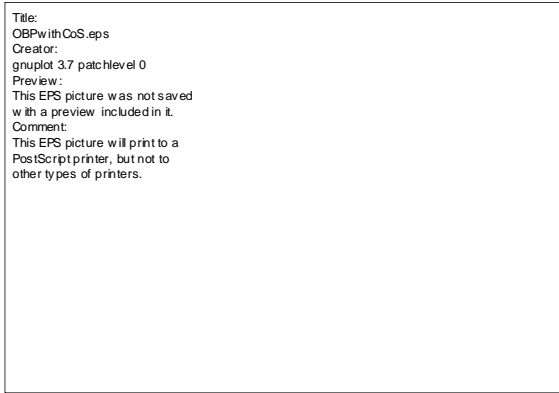 Title:
OBPwithCoS.eps
Creator:
gnuplot 3.7 patchlevel 0
Preview:
This EPS picture was not saved
with a preview included in it.
Comment:
This EPS picture will print to a
PostScript printer, but not to
other types of printers.